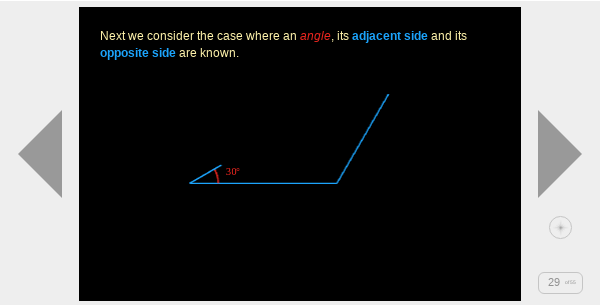 Next we consider the case where an angle, its adjacent side and its
opposite side are known.
30°
29